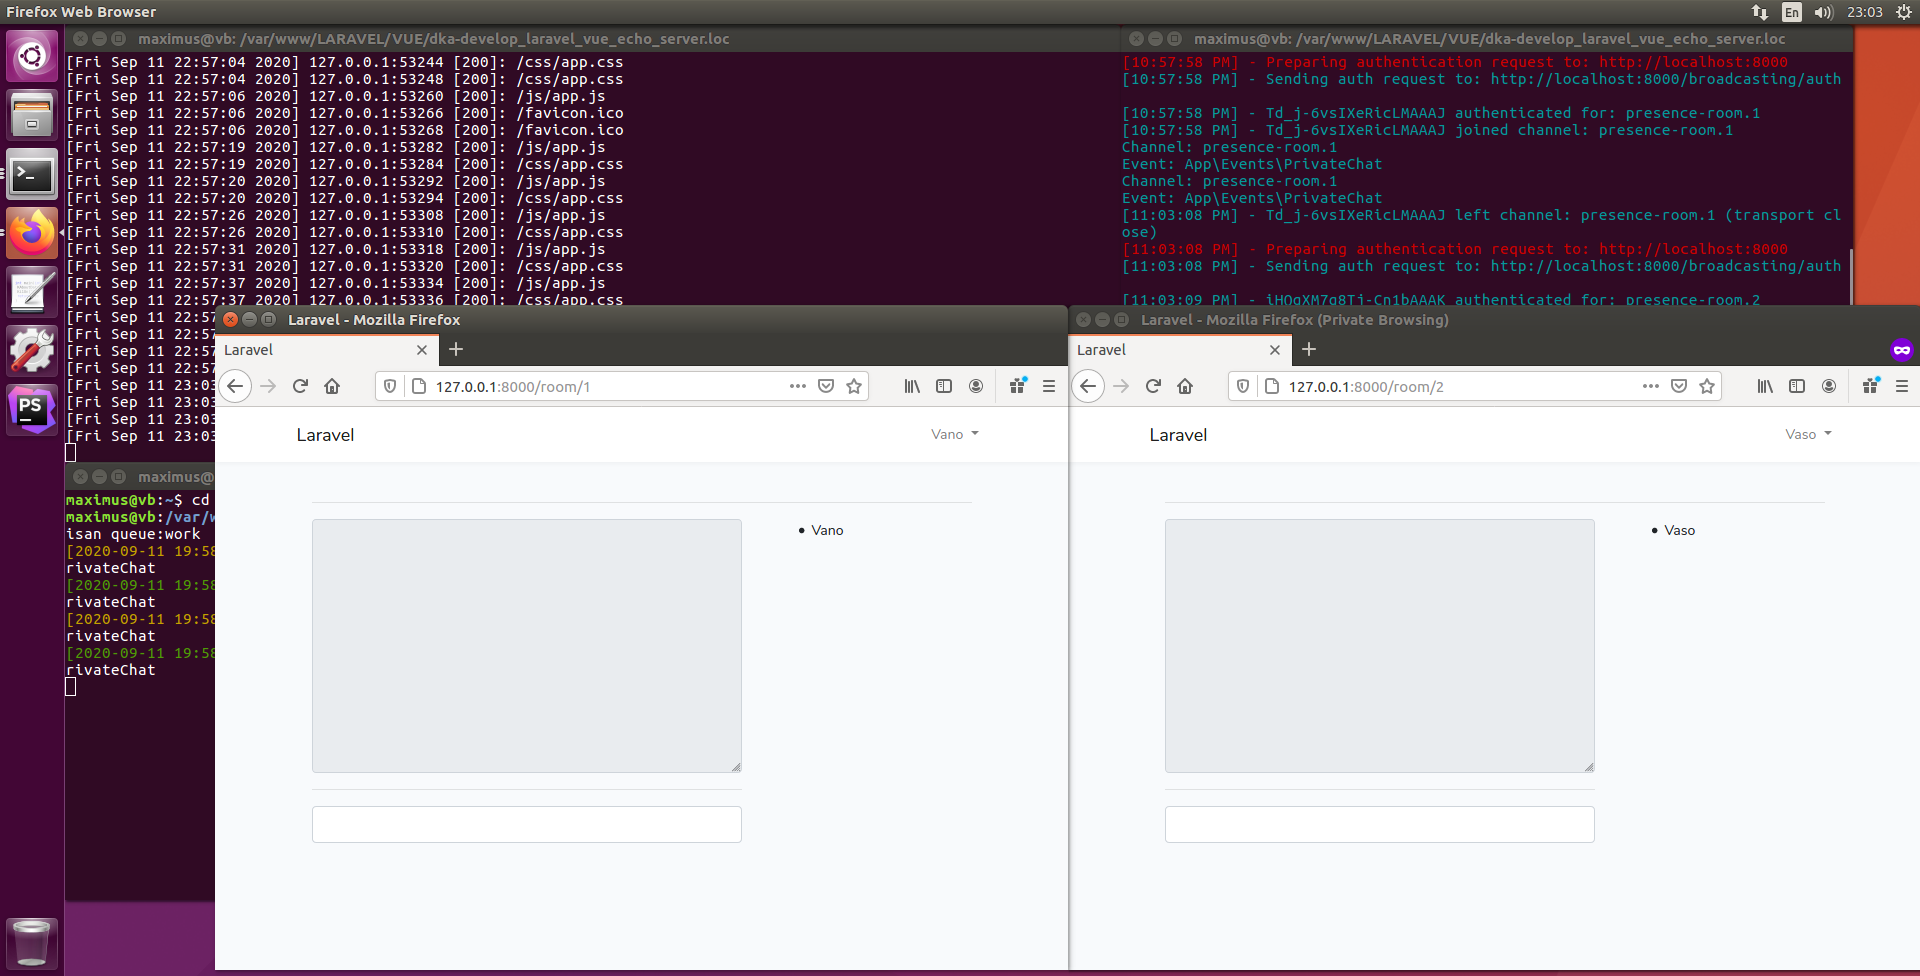 Firefox Web Browser
En
23:03
maximus@vb: /var/www/LARAVEL/VUE/dka-develop_laravel_vue_echo_server.loc
[Fri Sep 11 22:57:04 2020] 127.0.0.1:53244 [200]: /css/app.css
[Fri Sep 11 22:57:04 2020] 127.0.0.1:53248 [200]: /css/app.css
[Fri Sep 11 22:57:06 2020] 127.0.0.1:53260 [200]: /js/app.js
[Fri Sep 11 22:57:06 2020] 127.0.0.1:53266 [200]: /favicon.ico
[Fri Sep 11 22:57:06 2020] 127.0.0.1:53268 [200]: /favicon.ico
[Fri Sep 11 22:57:19 2020] 127.0.0.1:53282 [200]: /js/app.js
[Fri Sep 11 22:57:19 2020] 127.0.0.1:53284 [200]: /css/app.css
[Fri Sep 11 22:57:20 2020] 127.0.0.1:53292 [200]: /js/app.js
[Fri Sep 11 22:57:20 2020] 127.0.0.1:53294 [200]: /css/app.css
[Fri Sep 11 22:57:26 2020] 127.0.0.1:53308 [200]: /js/app.js
[Fri Sep 11 22:57:26 2020] 127.0.0.1:53310 [200]: /css/app.css
[Fri Sep 11 22:57:31 2020] 127.0.0.1:53318 [200]: /js/app.js
[Fri Sep 11 22:57:31 2020] 127.0.0.1:53320 [200]: /css/app.css
[Fri Sep 11 22:57:37 2020] 127.0.0.1:53334 [200]: /js/app.js
[Fri Sep 11 22:57:37 2020] 127.0.0.1:53336 [200]: /css/app.css
[Fri Sep 11 22:57
[Fri Sep 11 22:57
[Fri Sep 11 22:57
[Fri Sep 11 22:57
[Fri Sep 11 23:03
[Fri Sep 11 23:03
[Fri Sep 11 23:03
[Fri Sep 11 23:03
maximus@vb: /var/www/LARAVEL/VUE/dka-develop_laravel_vue_echo_server.loc
[10:57:58 PM] - Preparing authentication request to: http://localhost:8000
[10:57:58 PM] - Sending auth request to: http://localhost:8000/broadcasting/auth
[10:57:58 PM] - Td_j-6vsIXeRicLMAAAJ authenticated for: presence-room.1
[10:57:58 PM] - Td_j-6vsIXeRicLMAAAJ joined channel: presence-room.1
Channel: presence-room.1
Event: App\Events\PrivateChat
Channel: presence-room.1
Event: App\Events\PrivateChat
[11:03:08 PM] - Td_j-6vsIXeRicLMAAAJ left channel: presence-room.1 (transport cl
ose)
[11:03:08 PM] - Preparing authentication request to: http://localhost:8000
[11:03:08 PM] - Sending auth request to: http://localhost:8000/broadcasting/auth
[11:03:09 PM] - authenticated for: presence-room.2
PS
maximus@
maximus@vb:~$ cd
maximus@vb:/var/w
isan queue:work
[2020-09-11 19:58
rivateChat
[2020-09-11 19:58
rivateChat
[2020-09-11 19:58
rivateChat
[2020-09-11 19:58
rivateChat
Laravel - Mozilla Firefox
Laravel
127.0.0.1:8000/room/1
Laravel
Vano
• Vano
Laravel - Mozilla Firefox (Private Browsing)
Laravel
127.0.0.1:8000/room/2
Laravel
Vaso
• Vaso